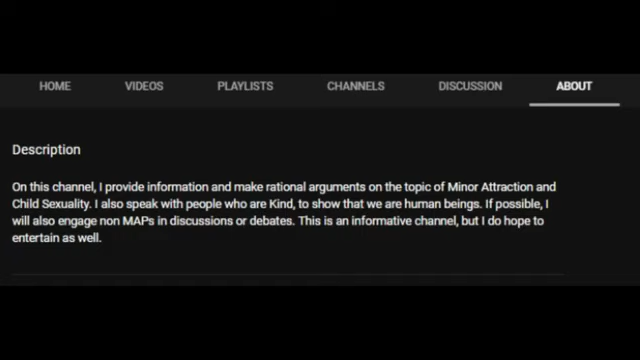 HOME VIDEOS PLAYLISTS CHANNELS DISCUSSION ABOUT
Description
On this channel, I provide information and make rational arguments on the topic of Minor Attraction and
Child Sexuality. I also speak with people who are Kind, to show that we are human beings. If possible, I
will also engage non MAPs in discussions or debates. This is an informative channel, but I do hope to
entertain as well.